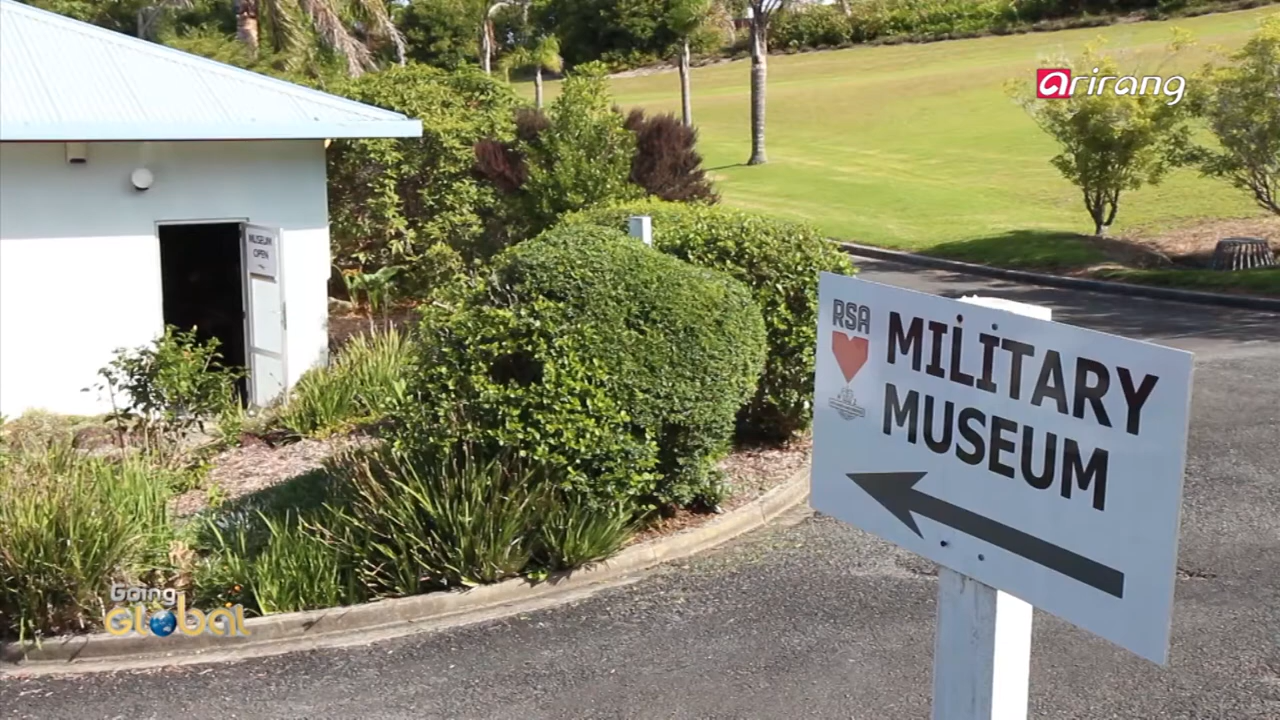 arirang
MUSEUM
OPEN
RSA
MILITARY
MUSEUM
Going
GLObal